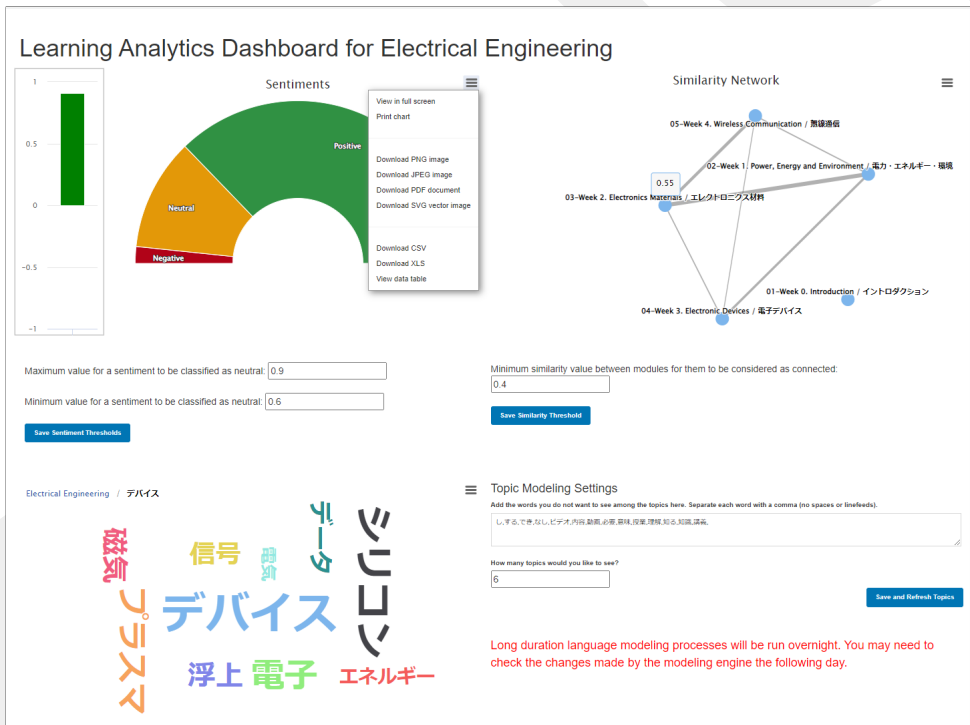 Learning Analytics Dashboard for Electrical Engineering
1
0.5
0
−0.5
−1
Sentiments
Positive
Neutral
Negative
View in full screen
Print chart
Download PNG image
Download JPEG image
Download PDF document
Download SVG vector image
Download CSV
Download XLS
View data table
Similarity Network
05-Week 4. Wireless Communication / 無線通信
02-Week 1. Power, Energy and Environment / 電力・エネルギー・環境
0.55
03-Week 2. Electronics Materials / エレクトロニクス材料
01-Week 0. Introduction / イントロダクション
04-Week 3. Electronic Devices / 電子デバイス
Maximum value for a sentiment to be classified as neutral: 0.9
Minimum value for a sentiment to be classified as neutral: 0.6
Save Sentiment Thresholds
Minimum similarity value between modules for them to be considered as connected:
0.4
Save Similarity Threshold
Electrical Engineering / デバイス
磁気
信号
電気
データ
シリコン
プラスマ
デバイス
浮上
電子
エネルギー
Topic Modeling Settings
Add the words you do not want to see among the topics here. Separate each word with a comma (no spaces or linefeeds).
し,する,でき,なし,ビデオ,内容,動画,必要,意味,授業,理解,知る,知識,講義,
How many topics would you like to see?
6
Save and Refresh Topics
Long duration language modeling processes will be run overnight. You may need to
check the changes made by the modeling engine the following day.